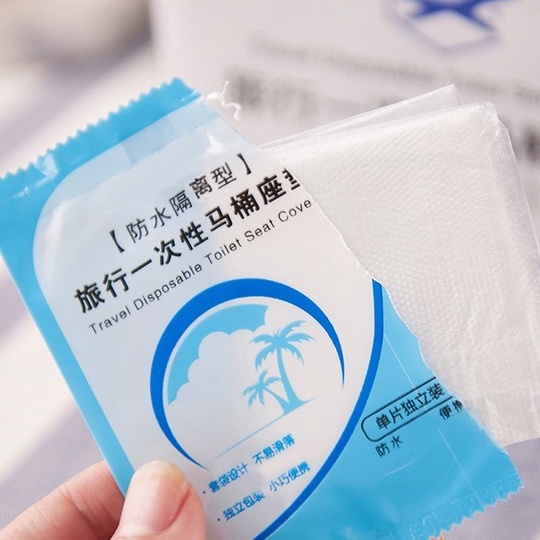 【防水隔离型】
旅行一次性马桶座
Travel Disposable Toilet Seat Cove
· 套袋设计 不易滑落
· 独立包装 小巧便携
单片独立装
防水 便